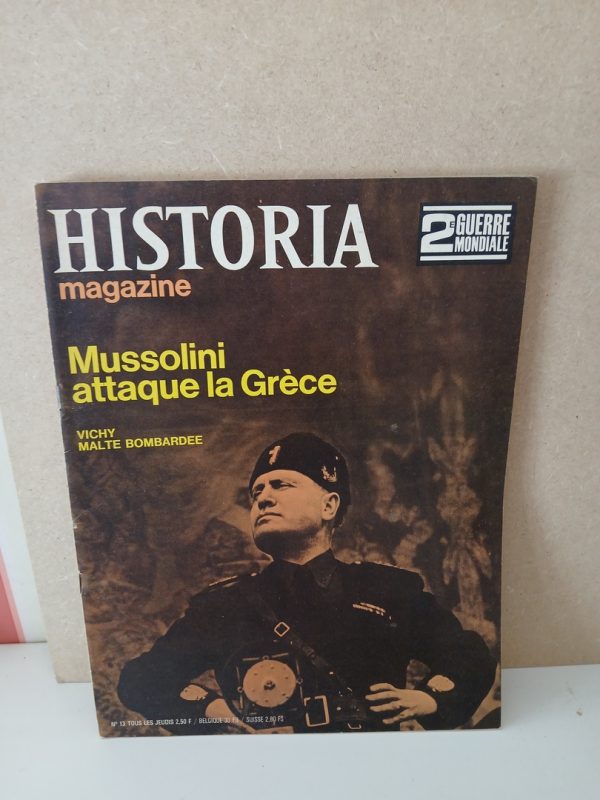 HISTORIA
magazine
2E GUERRE
MONDIALE
Mussolini
attaque la Grèce
VICHY
MALTE BOMBARDEE
N° 13 TOUS LES JEUDIS 2,50 F / BELGIQUE 30 FB / SUISSE 2,80 FS